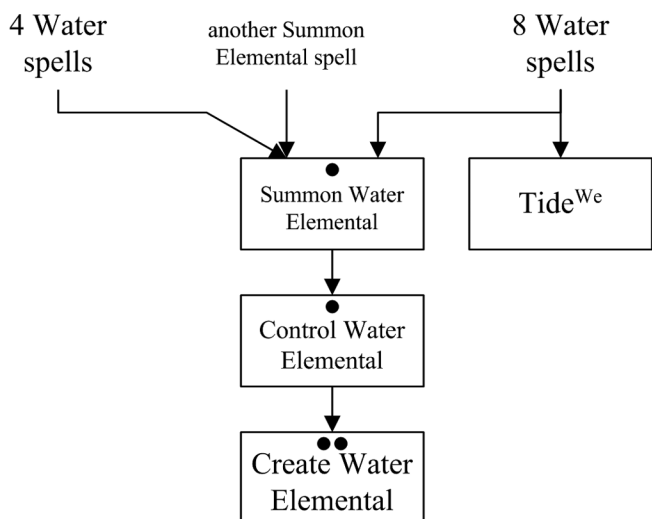 4 Water
spells
another Summon
Elemental spell
8 Water
spells
Summon Water
Elemental
Tide^We
Control Water
Elemental
Create Water
Elemental